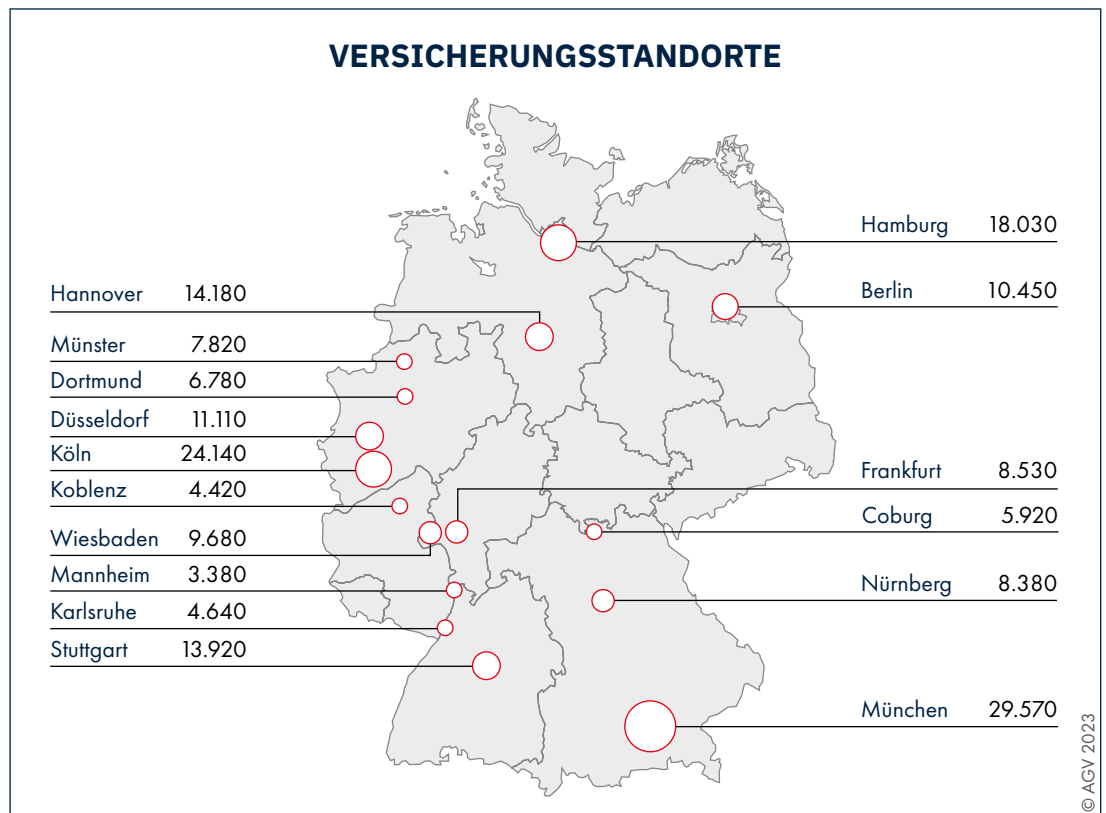 VERSICHERUNGSSTANDORTE
Hannover 14.180
Münster 7.820
Dortmund 6.780
Düsseldorf 11.110
Köln 24.140
Koblenz 4.420
Wiesbaden 9.680
Mannheim 3.380
Karlsruhe 4.640
Stuttgart 13.920
Hamburg 18.030
Berlin 10.450
Frankfurt 8.530
Coburg 5.920
Nürnberg 8.380
München 29.570
© AGV 2023